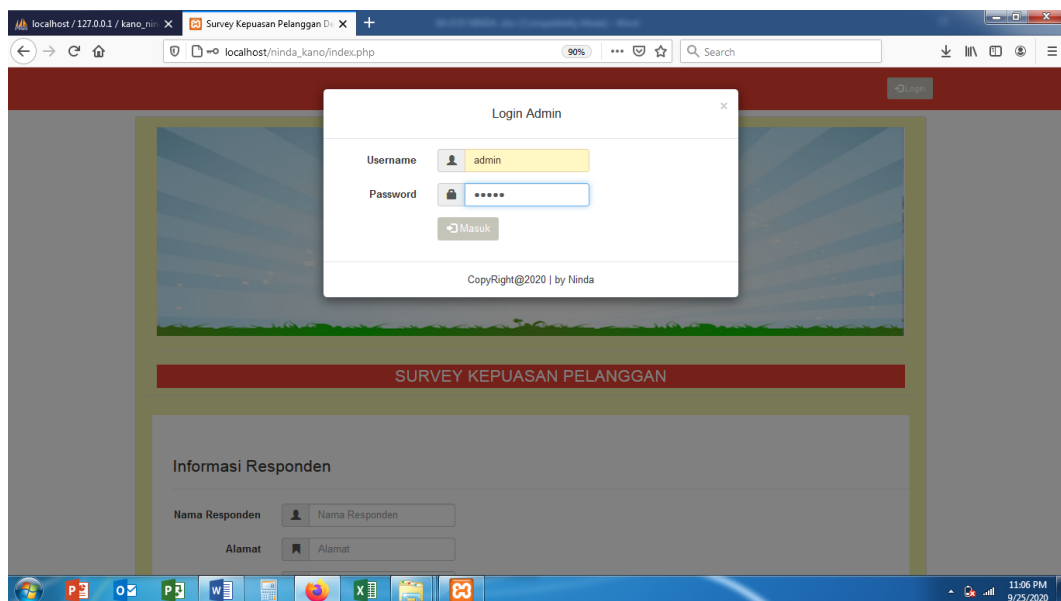 localhost / 127.0.0.1 / kano_nin
Survey Kepuasan Pelanggan De
localhost/ninda_kano/index.php
90%
Search
Login
Login Admin
×
Username
admin
Password
•••••
Masuk
CopyRight@2020 | by Ninda
SURVEY KEPUASAN PELANGGAN
Informasi Responden
Nama Responden
Nama Responden
Alamat
Alamat
11:06 PM
9/25/2020